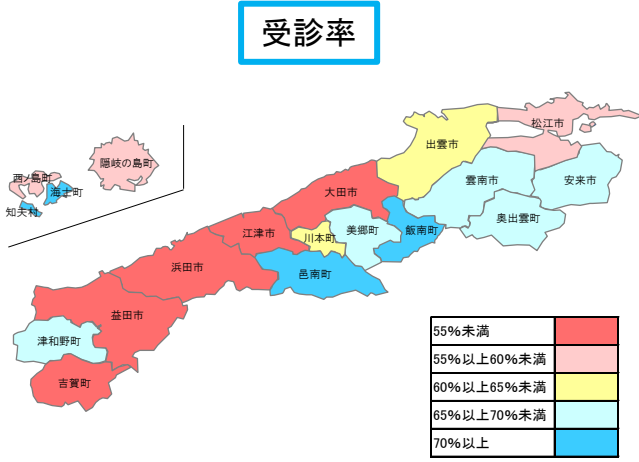 受診率
松江市
出雲市
隠岐の島町
西ノ島町
海士町
知夫村
雲南市
安来市
大田市
奥出雲町
美郷町
飯南町
江津市
川本町
浜田市
邑南町
益田市
津和野町
吉賀町
55%未満
55%以上60%未満
60%以上65%未満
65%以上70%未満
70%以上